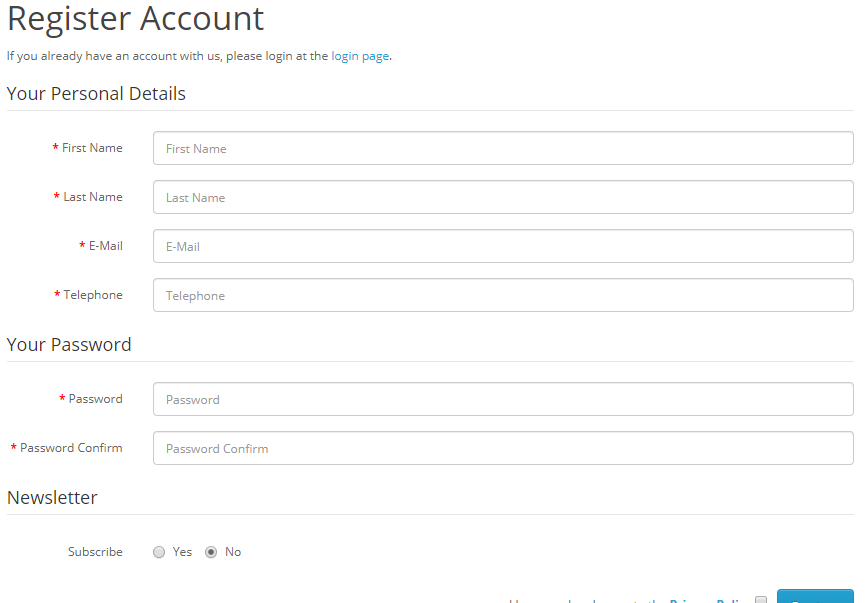 Register Account
If you already have an account with us, please login at the login page.
Your Personal Details
* First Name First Name
* Last Name Last Name
* E-Mail E-Mail
* Telephone Telephone
Your Password
* Password Password
* Password Confirm Password Confirm
Newsletter
Subscribe Yes No